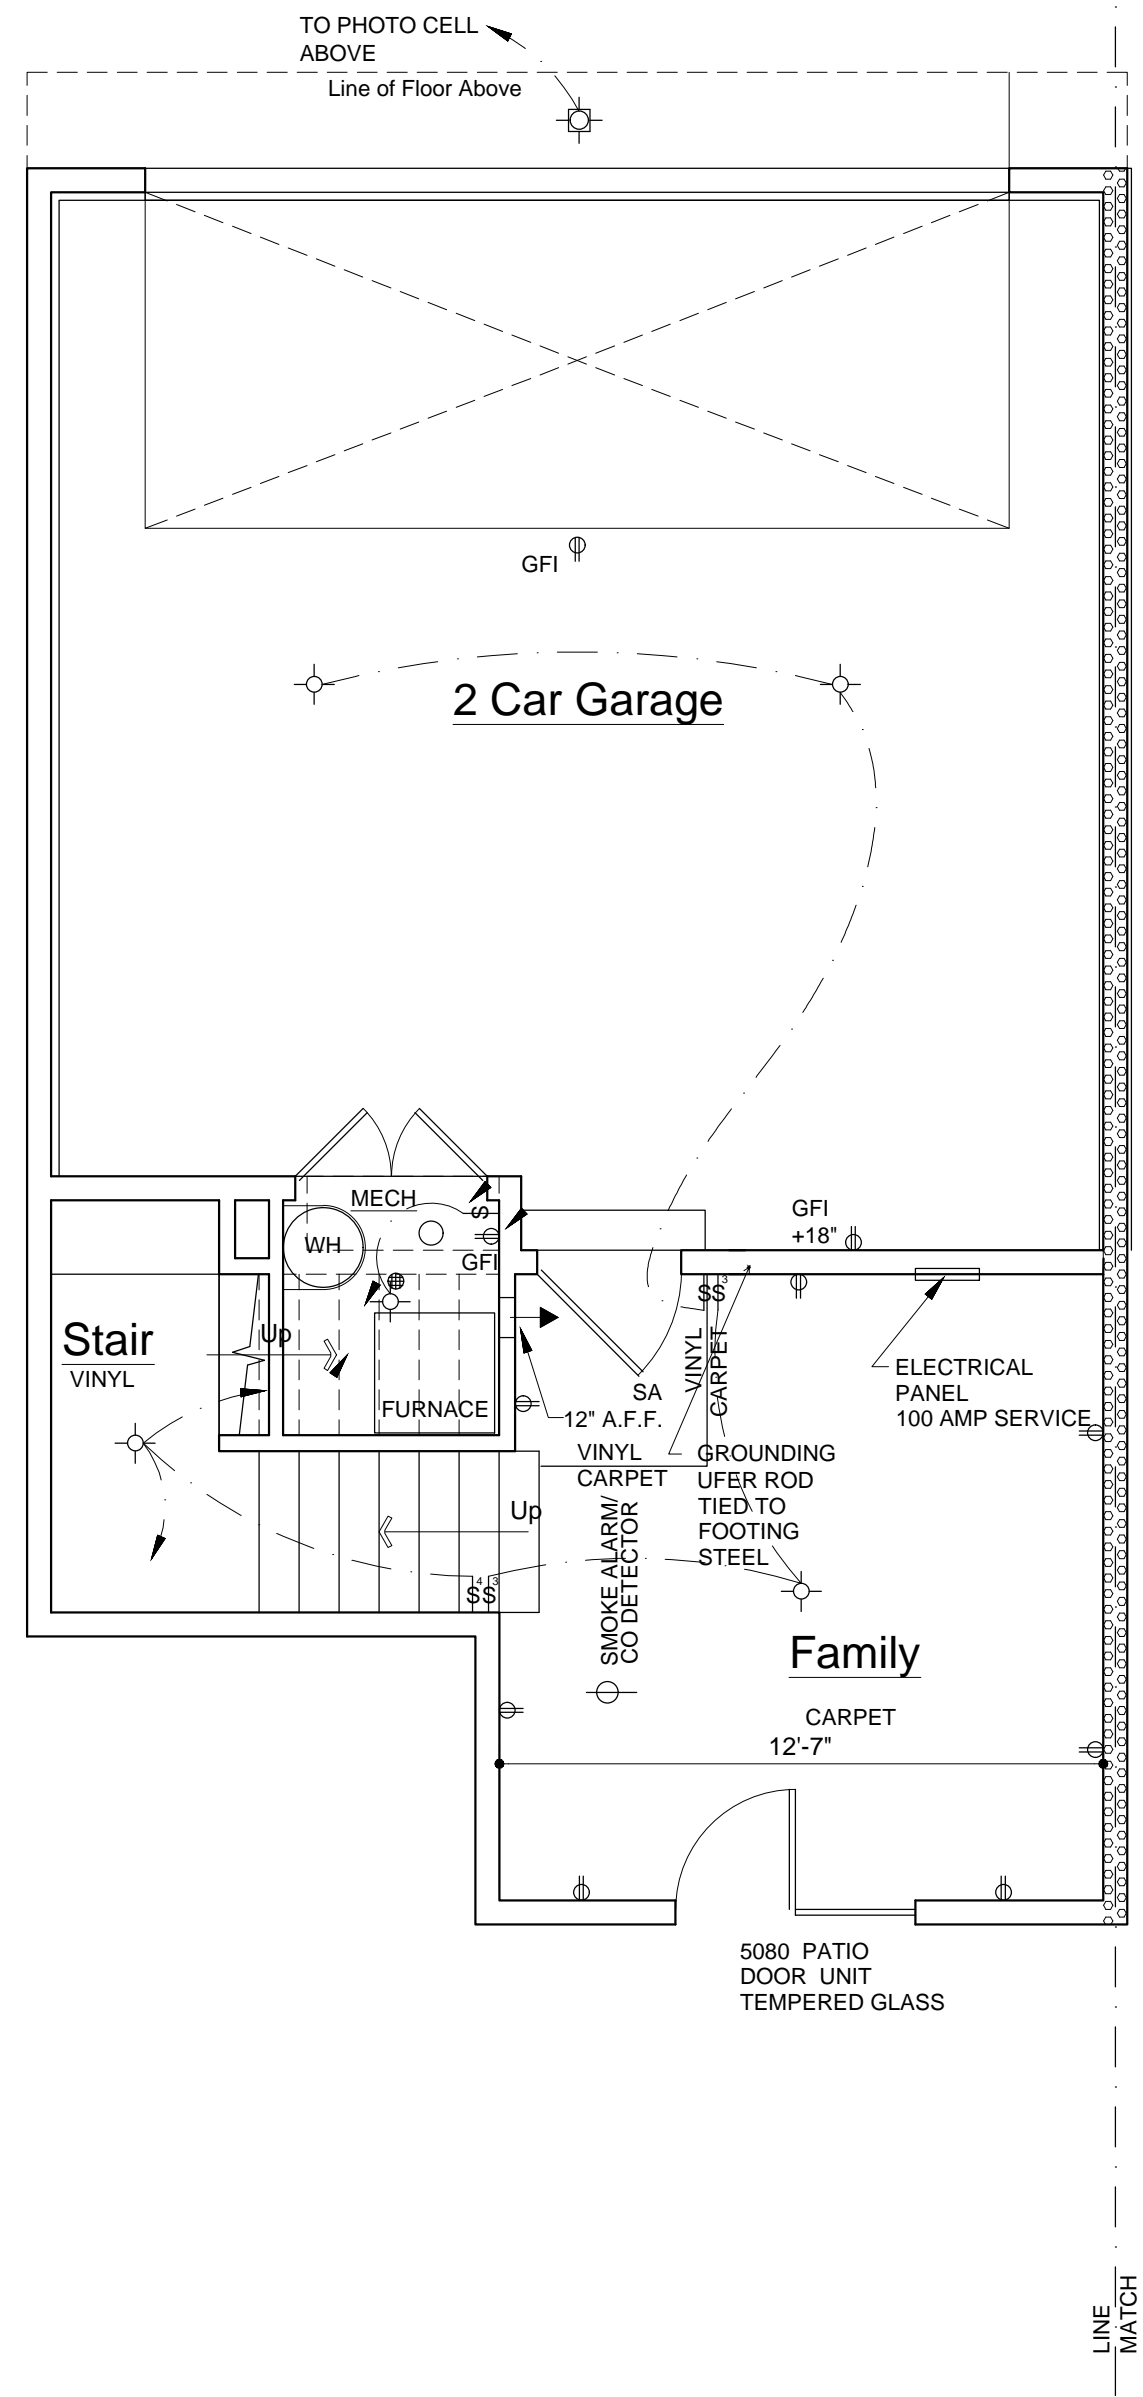 TO PHOTO CELL
ABOVE
Line of Floor Above
GFI
2 Car Garage
MECH
S
WH
GFI
GFI
+18"
SS
3
Up
Stair
VINYL
FURNACE
SA
12" A.F.F.
VINYL
CARPET
ELECTRICAL
PANEL
100 AMP SERVICE
VINYL
CARPET
GROUNDING
UFER ROD
TIED TO
FOOTING
STEEL
Up
4 3
SS
SMOKE ALARM/
CO DETECTOR
Family
CARPET
12'-7"
5080 PATIO
DOOR UNIT
TEMPERED GLASS
LINE
MATCH